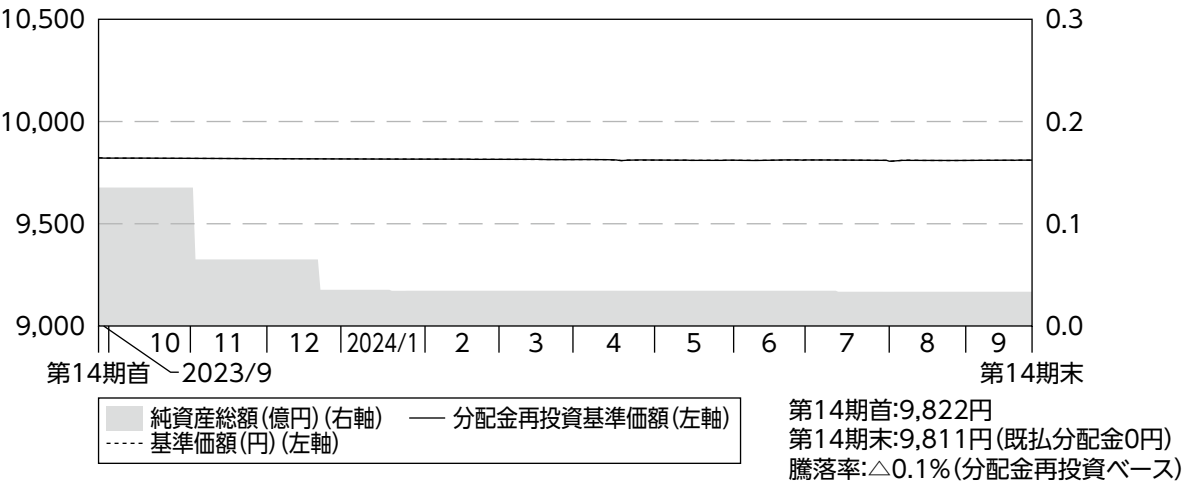 10,500 0.3
10,000 0.2
9,500 0.1
9,000 0.0
10 11 12 2024/1 2 3 4 5 6 7 8 9
第14期首 2023/9 第14期末
純資産総額(億円)(右軸) 分配金再投資基準価額(左軸)
基準価額(円)(左軸)
第14期首:9,822円
第14期末:9,811円(既払分配金0円)
騰落率:△0.1%(分配金再投資ベース)